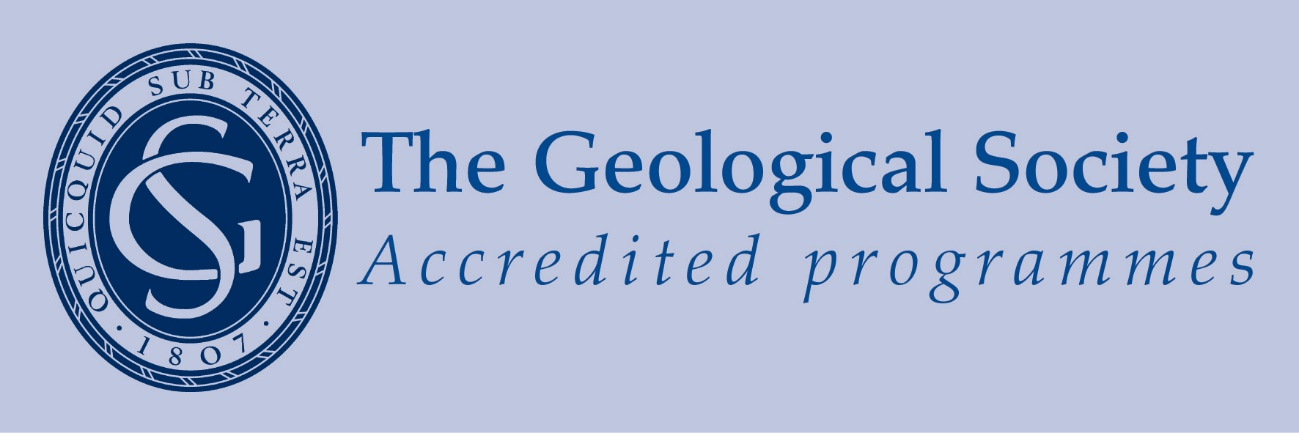 QUICQUID SUB TERRA EST
· 1807 ·
GS
The Geological Society
Accredited programmes